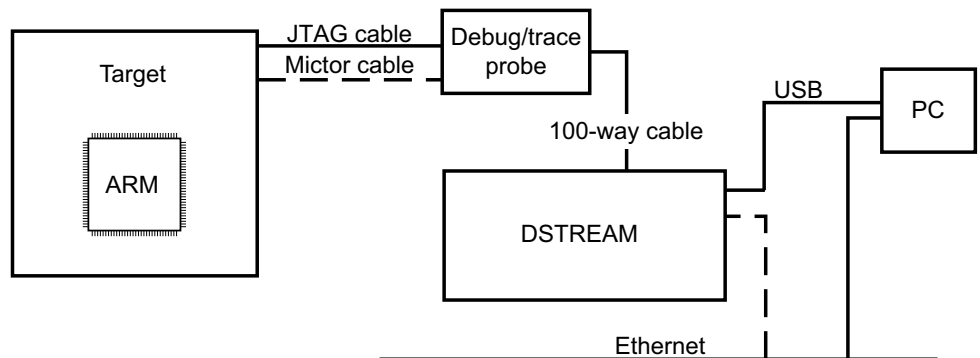 JTAG cable
Mictor cable
Target
ARM
Debug/trace
probe
100-way cable
DSTREAM
USB
PC
Ethernet